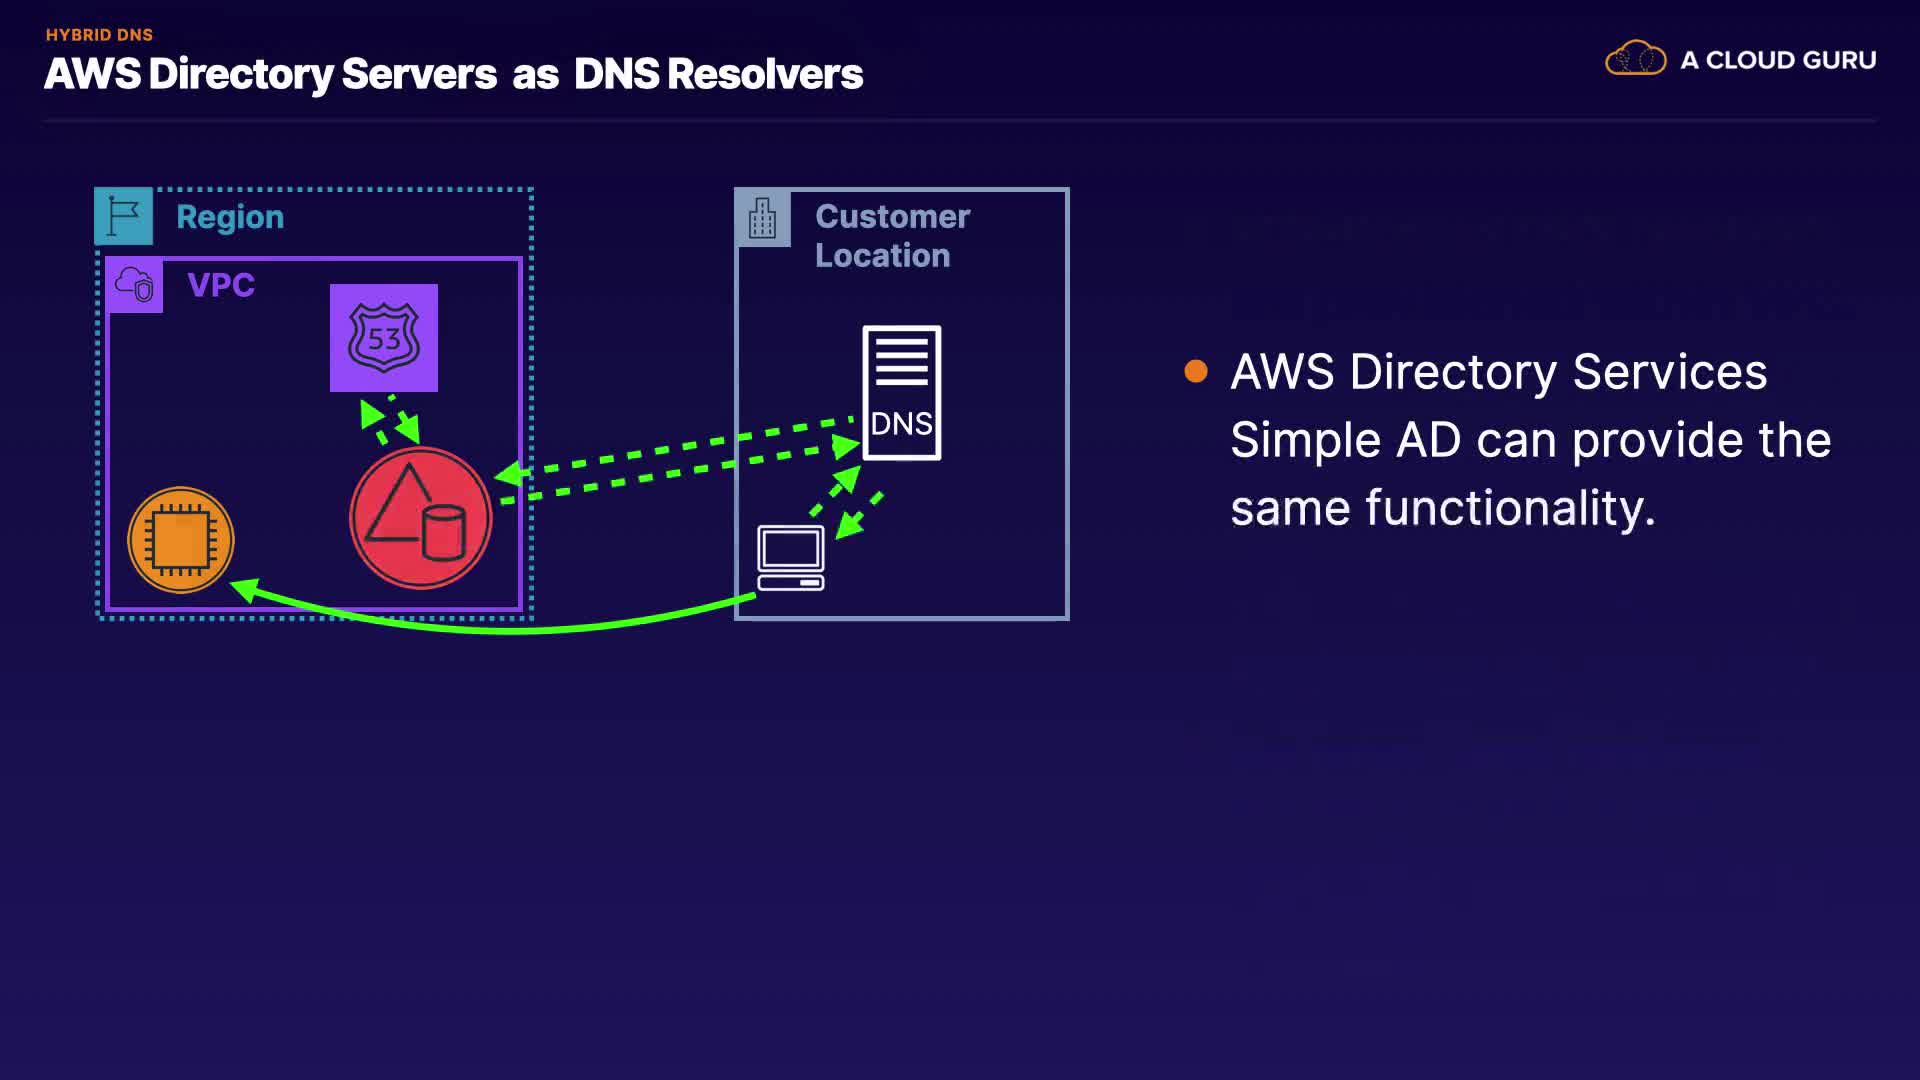 HYBRID DNS
AWS Directory Servers as DNS Resolvers
A CLOUD GURU
Region
VPC
53
Customer
Location
DNS
AWS Directory Services
Simple AD can provide the
same functionality.